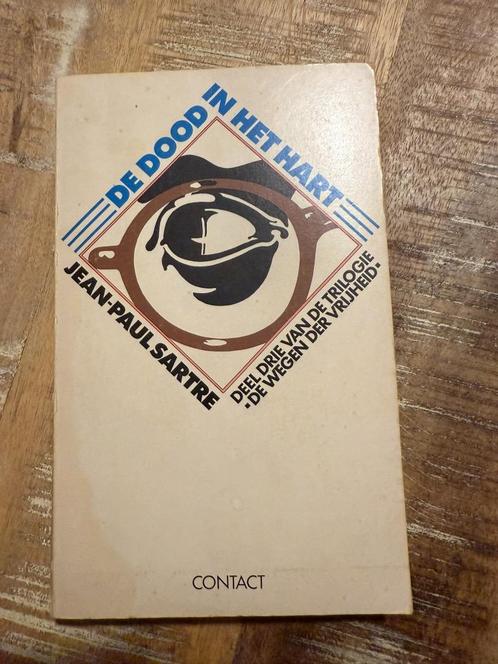 DE DOOD
IN HET HART
JEAN-PAUL SARTRE
DEEL DRIE VAN DE TRILOGIE
•DE WEGEN DER VRIJHEID•
CONTACT